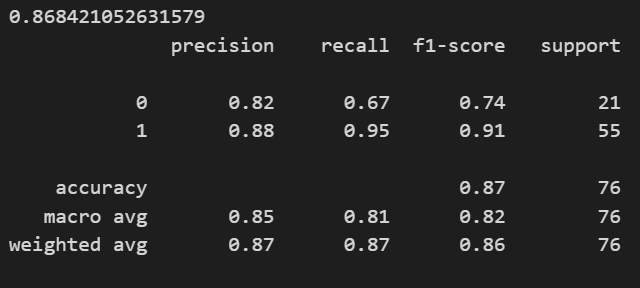 0.868421052631579
precision recall f1-score support
0 0.82 0.67 0.74 21
1 0.88 0.95 0.91 55
accuracy 0.87 76
macro avg 0.85 0.81 0.82 76
weighted avg 0.87 0.87 0.86 76